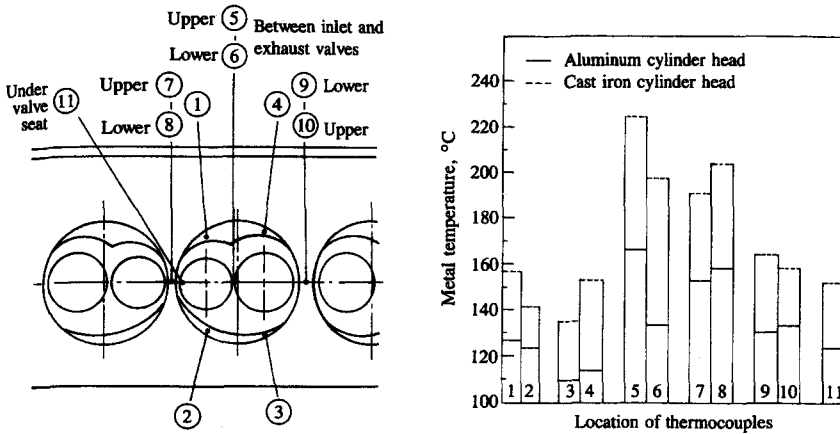 Upper 5
Between inlet and
exhaust valves
Lower 6
Under
valve
seat
11
Upper 7
1
4
9 Lower
Lower 8
10 Upper
2
3
Aluminum cylinder head
Cast iron cylinder head
Metal temperature, °C
240
220
200
180
160
140
120
100
1 2 3 4 5 6 7 8 9 10 11
Location of thermocouples